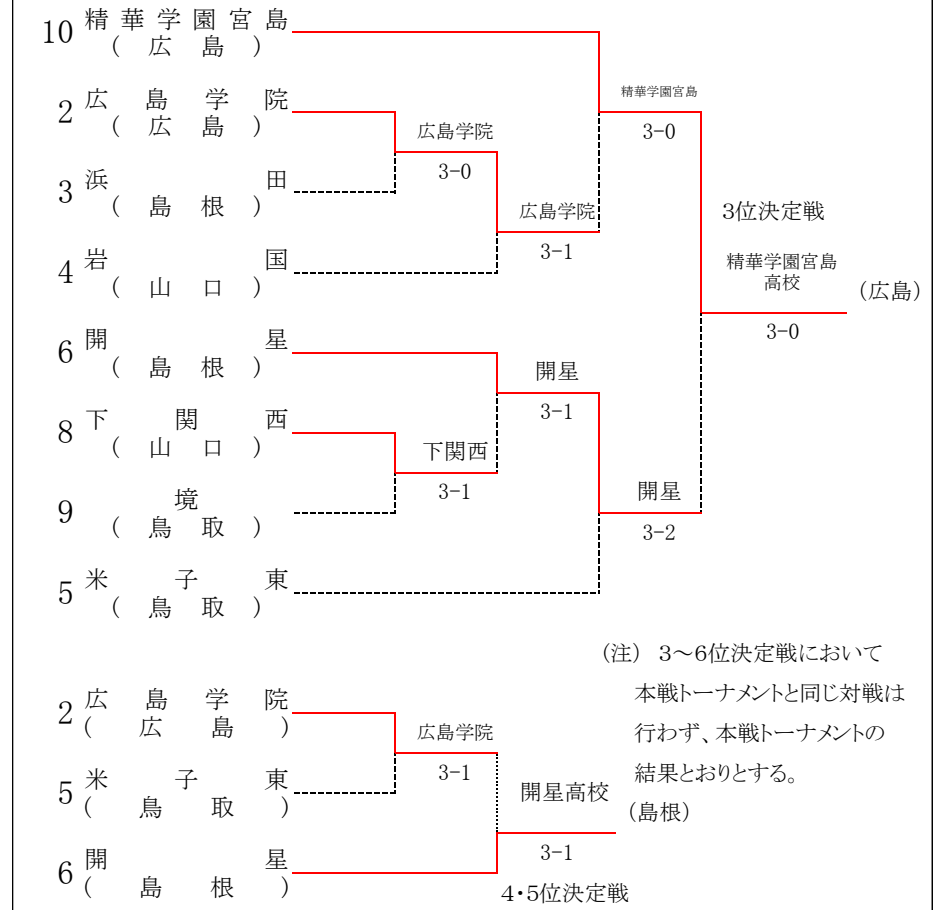 10 精華学園宮島
(広島)
精華学園宮島
3-0
2 広島学院
(広島)
広島学院
3-0
3 浜田
(島根)
広島学院
3-1
3位決定戦
4 岩国
(山口)
精華学園宮島
高校
(広島)
3-0
6 開星
(島根)
開星
3-1
8 下関西
(山口)
下関西
3-1
開星
3-2
9 境
(鳥取)
5 米子東
(鳥取)
(注) 3~6位決定戦において
本戦トーナメントと同じ対戦は
行わず、本戦トーナメントの
結果とおりとする。
2 広島学院
(広島)
広島学院
3-1
5 米子東
(鳥取)
開星高校
(島根)
3-1
6 開星
(島根)
4・5位決定戦